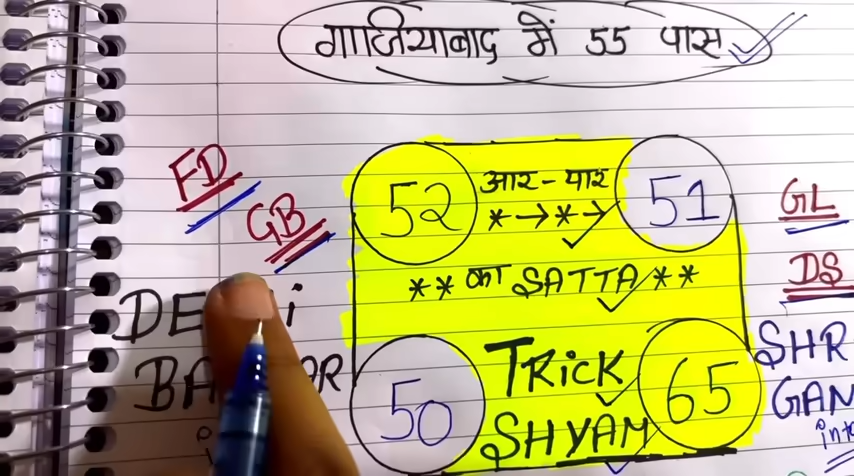 गाजियाबाद में 55 पास
FD
GB
52
आर-पार
*→*→
51
** का SATTA **
50
TRICK
SHYAM
65
GL
DS
SHR
GAN